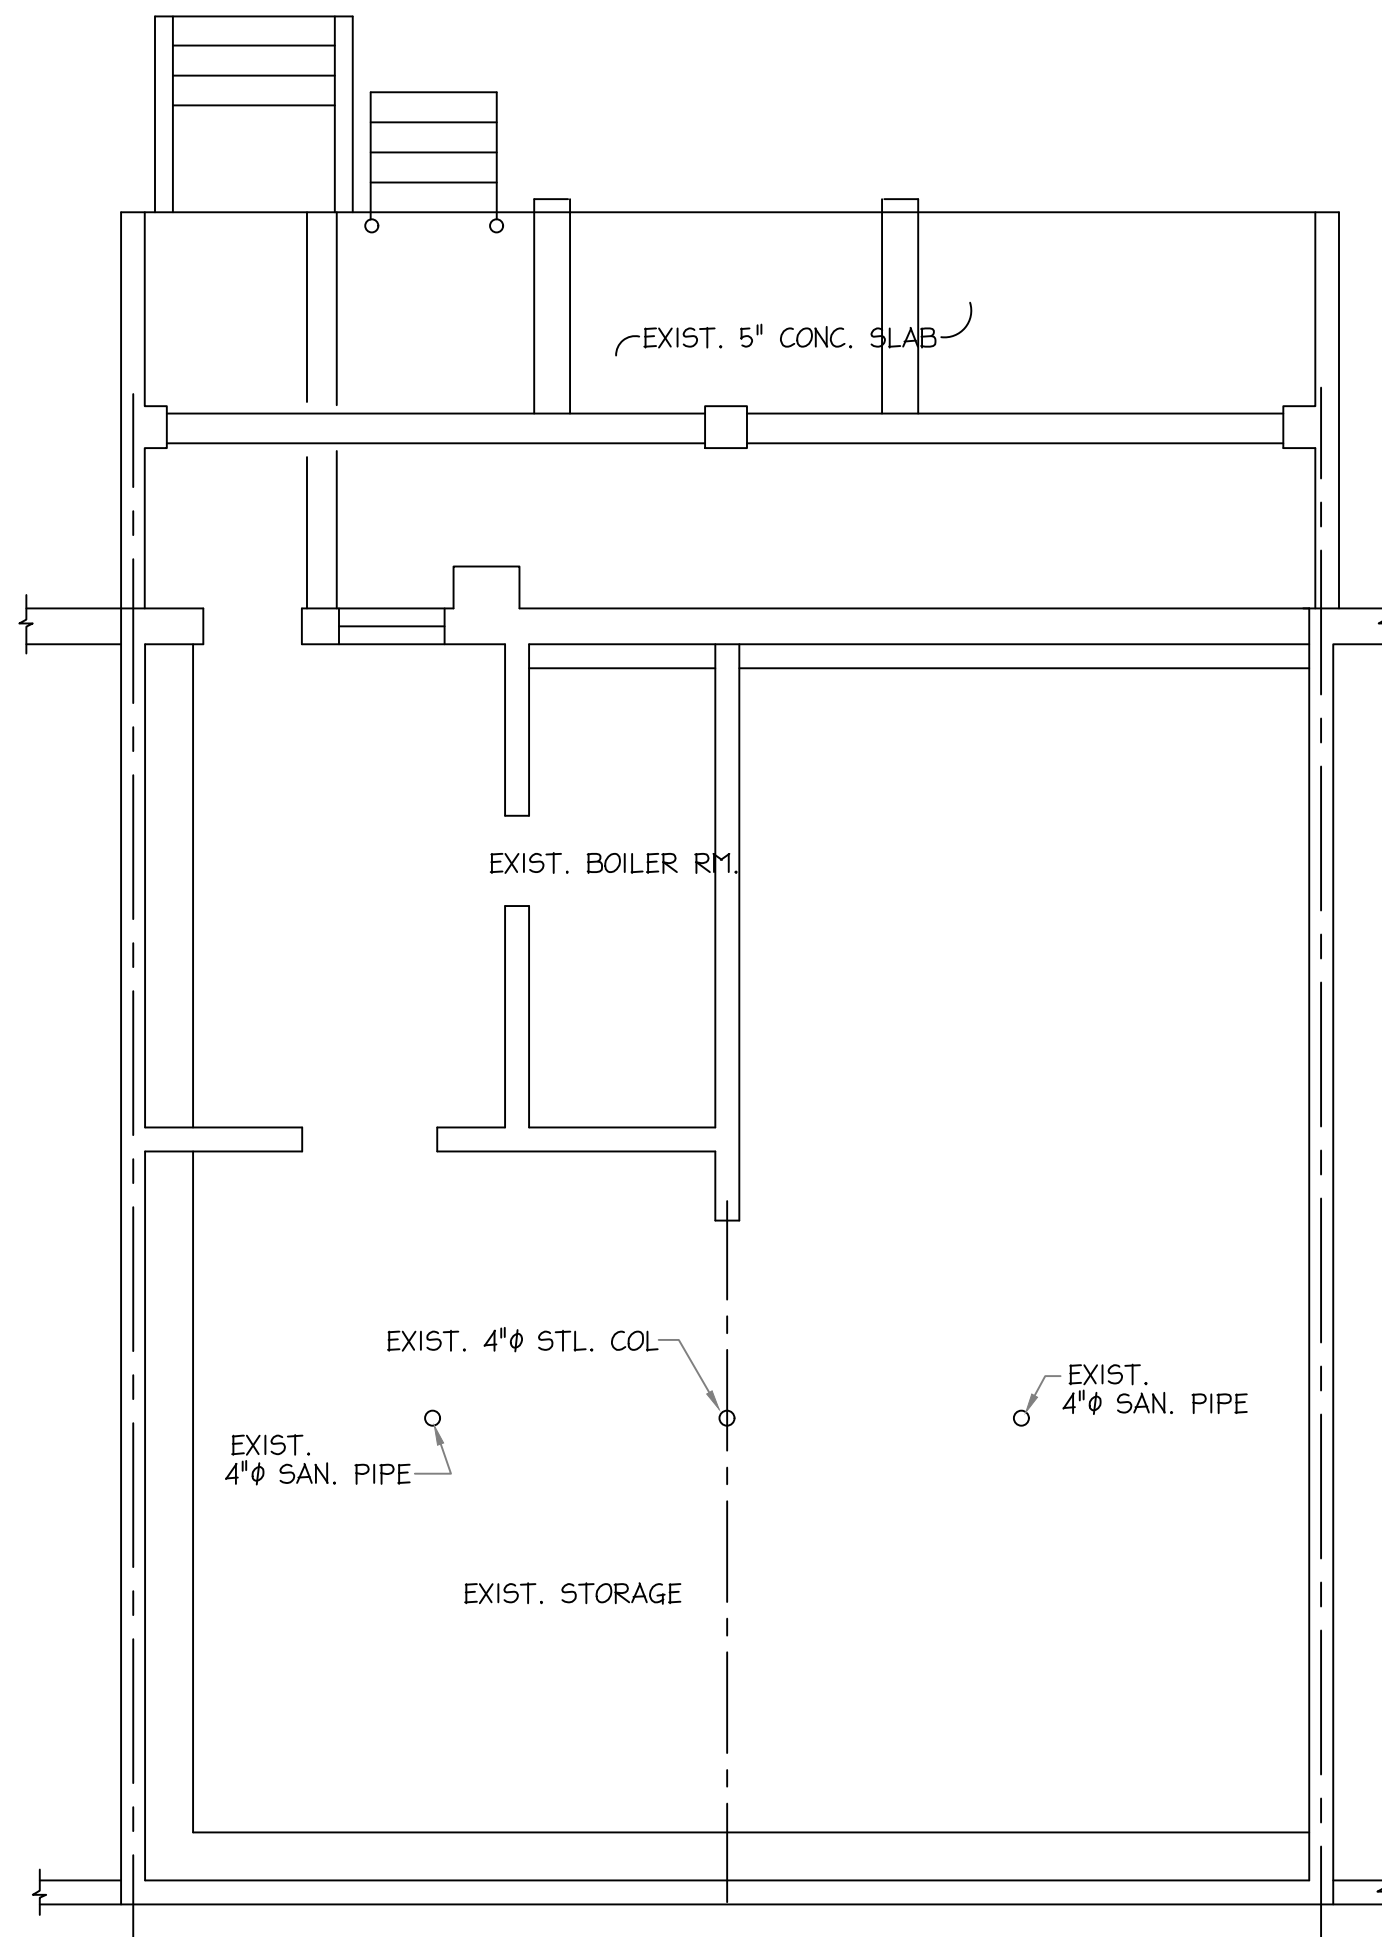 EXIST. 5" CONC. SLAB
EXIST. BOILER RM.
EXIST. 4"ϕ STL. COL
EXIST.
4"ϕ SAN. PIPE
EXIST.
4"ϕ SAN. PIPE
EXIST. STORAGE